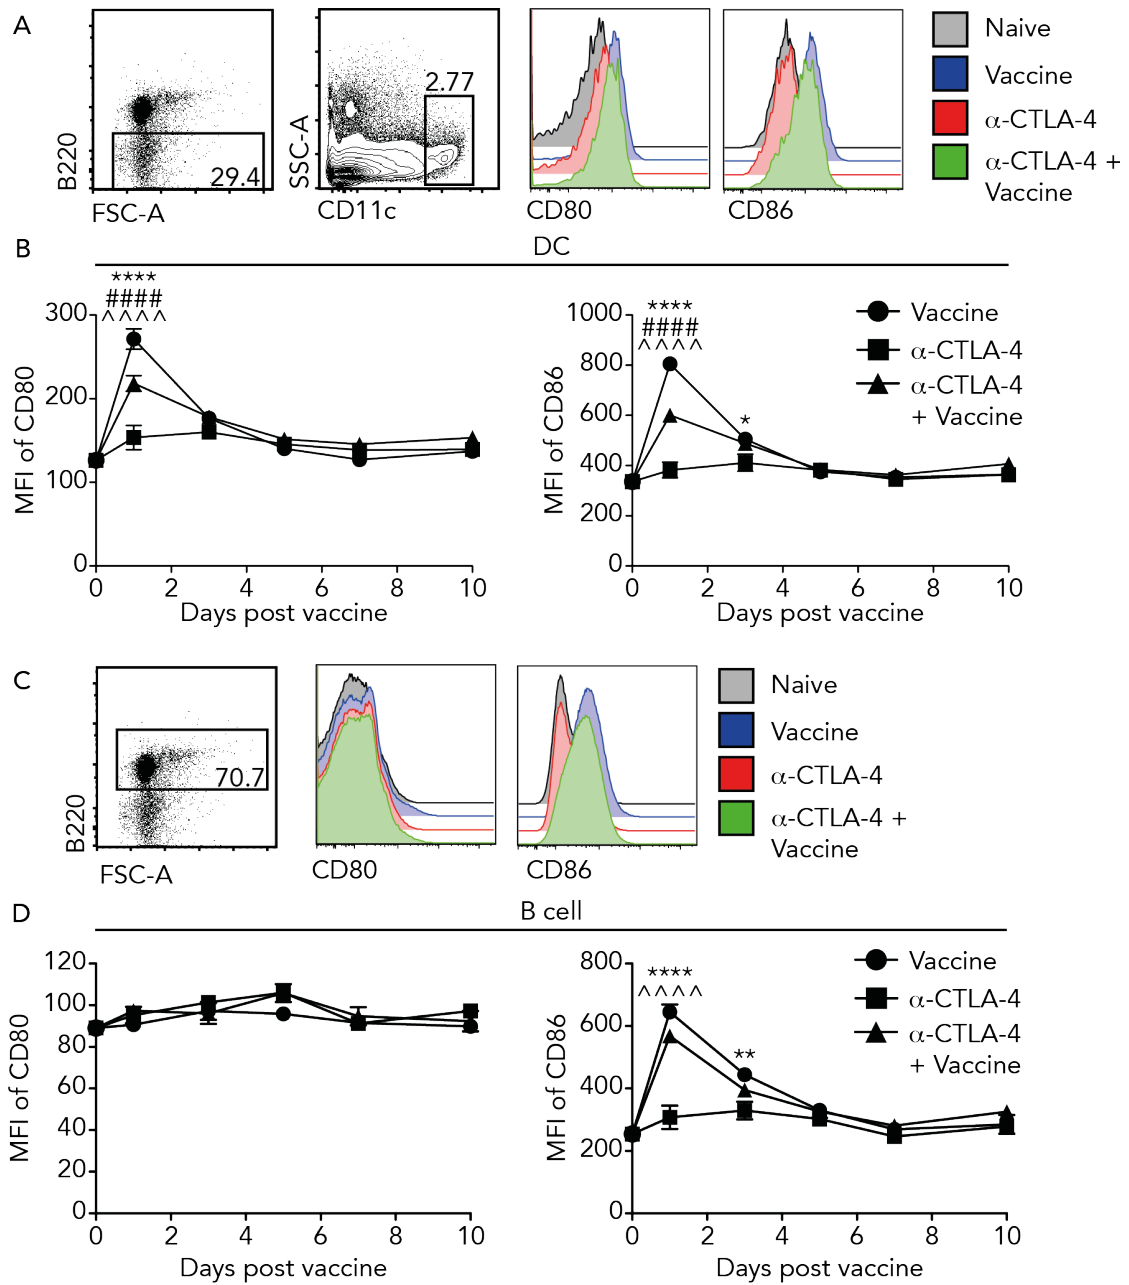 A
B220
29.4
FSC-A
SSC-A
2.77
CD11c
CD80
CD86
Naive
Vaccine
α-CTLA-4
α-CTLA-4 +
Vaccine
B
DC
****
####
^^^^
MFI of CD80
300
200
100
0
0 2 4 6 8 10
Days post vaccine
****
####
^^^^
*
MFI of CD86
1000
800
600
400
200
0
0 2 4 6 8 10
Days post vaccine
Vaccine
α-CTLA-4
α-CTLA-4
+ Vaccine
C
B220
70.7
FSC-A
CD80
CD86
Naive
Vaccine
α-CTLA-4
α-CTLA-4 +
Vaccine
D
B cell
MFI of CD80
120
100
80
60
40
20
0
0 2 4 6 8 10
Days post vaccine
****
^^^^
**
MFI of CD86
800
600
400
200
0
0 2 4 6 8 10
Days post vaccine
Vaccine
α-CTLA-4
α-CTLA-4
+ Vaccine